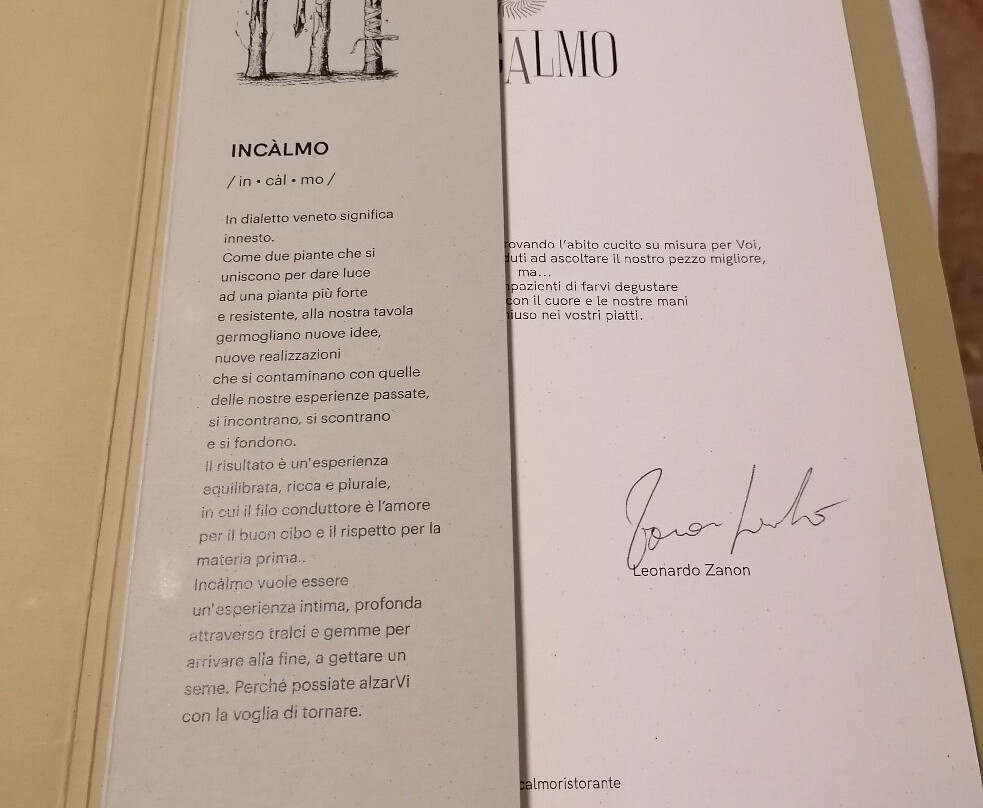 INCÀLMO
/ in • càl • mo /
In dialetto veneto significa
innesto.
Come due piante che si
uniscono per dare luce
ad una pianta più forte
e resistente, alla nostra tavola
germogliano nuove idee,
nuove realizzazioni
che si contaminano con quelle
delle nostre esperienze passate,
si incontrano, si scontrano
e si fondono.
Il risultato è un'esperienza
equilibrata, ricca e plurale,
in cui il filo conduttore è l'amore
per il buon cibo e il rispetto per la
materia prima..
Incàlmo vuole essere
un'esperienza intima, profonda
attraverso tralci e gemme per
arrivare alla fine, a gettare un
seme. Perché possiate alzarVi
con la voglia di tornare.
ALMO
l'abito cucito su misura per Voi,
ad ascoltare il nostro pezzo migliore,
ma...
di farvi degustare
con il cuore e le nostre mani
nei vostri piatti.
Leonardo Zanon
almoristorante